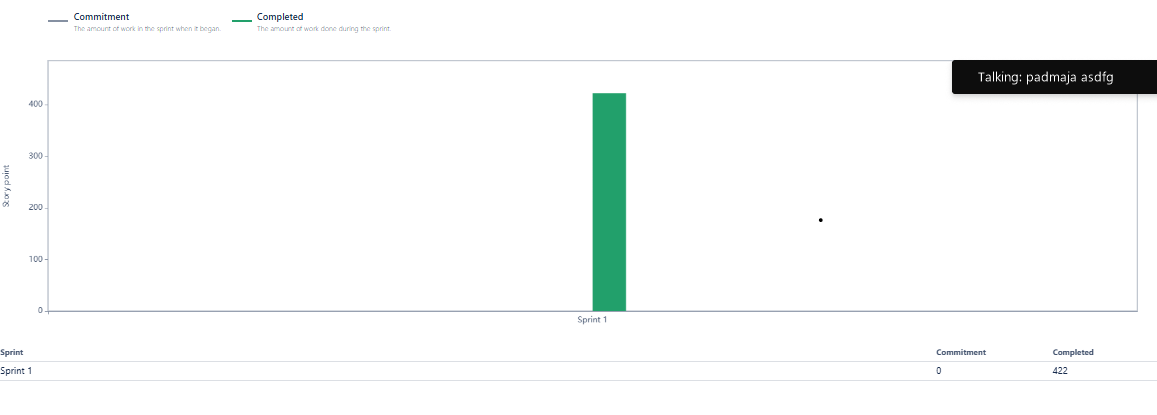 Commitment
The amount of work in the sprint when it began.
Completed
The amount of work done during the sprint.
Talking: padmaja asdfg
400
300
200
100
0
Story point
Sprint 1
Sprint Commitment Completed
Sprint 1 0 422